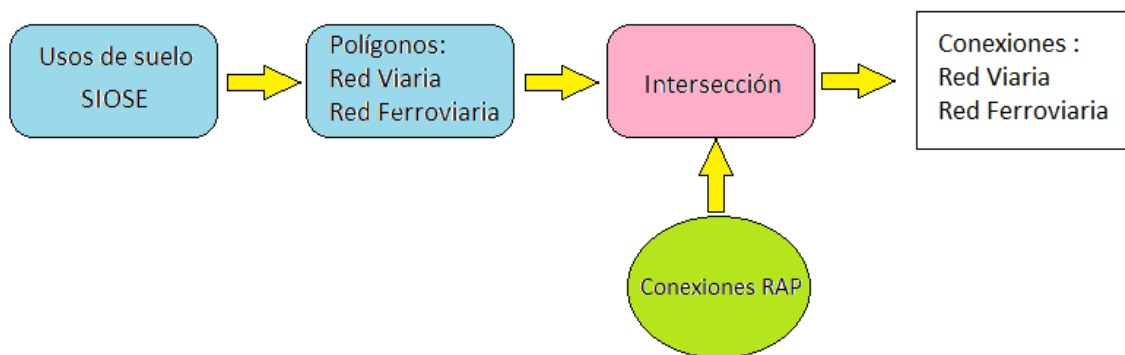 Usos de suelo
SIOSE
Polígonos:
Red Viaria
Red Ferroviaria
Intersección
Conexiones :
Red Viaria
Red Ferroviaria
Conexiones RAP